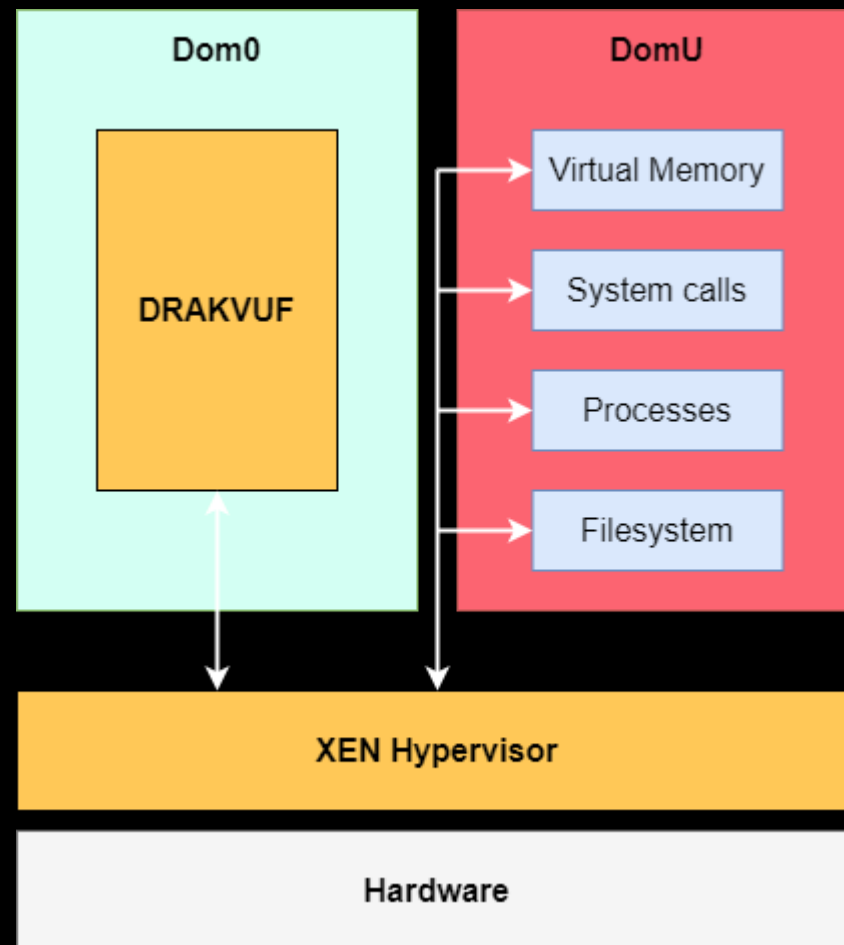 Dom0
DRAKVUF
DomU
Virtual Memory
System calls
Processes
Filesystem
XEN Hypervisor
Hardware